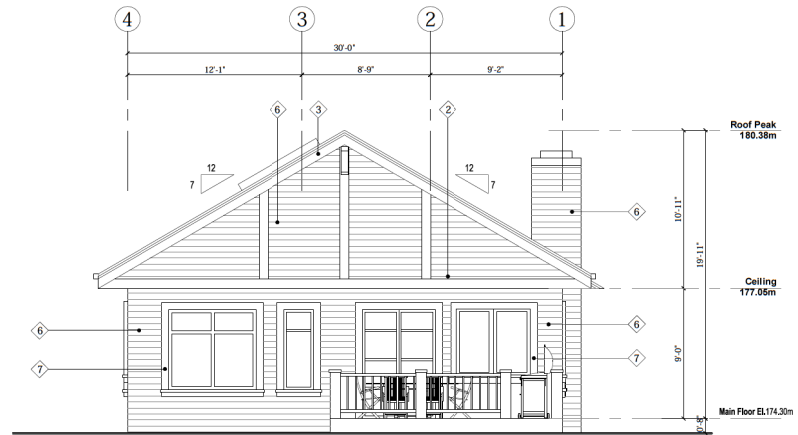 4 3 2 1
30'-0"
12'-1" 8'-9" 9'-2"
6 3 2
Roof Peak
180.38m
12 12
7 7
6
10'-11"
19'-11"
Ceiling
177.05m
6 6
7 7
9'-0"
Main Floor El.174.30m
0'-8"